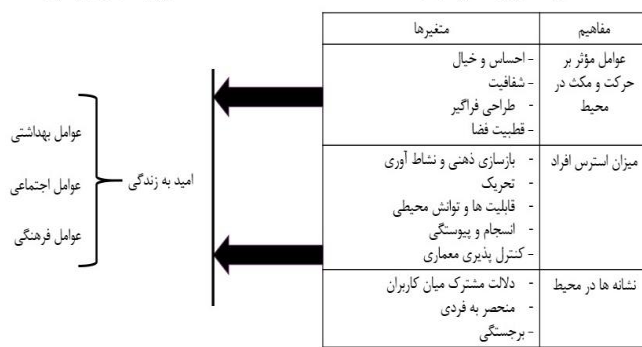 مفاهیم
متغیرها
عوامل مؤثر بر
حرکت و مکث در
محیط
- احساس و خیال
- شفافیت
- طراحی فراگیر
- قطبیت فضا
میزان استرس افراد
- بازسازی ذهنی و نشاط آوری
- تحریک
- قابلیت ها و توانش محیطی
- انسجام و پیوستگی
- کنترل پذیری معماری
نشانه ها در محیط
- دلالت مشترک میان کاربران
- منحصر به فردی
- برجستگی
امید به زندگی
عوامل بهداشتی
عوامل اجتماعی
عوامل فرهنگی